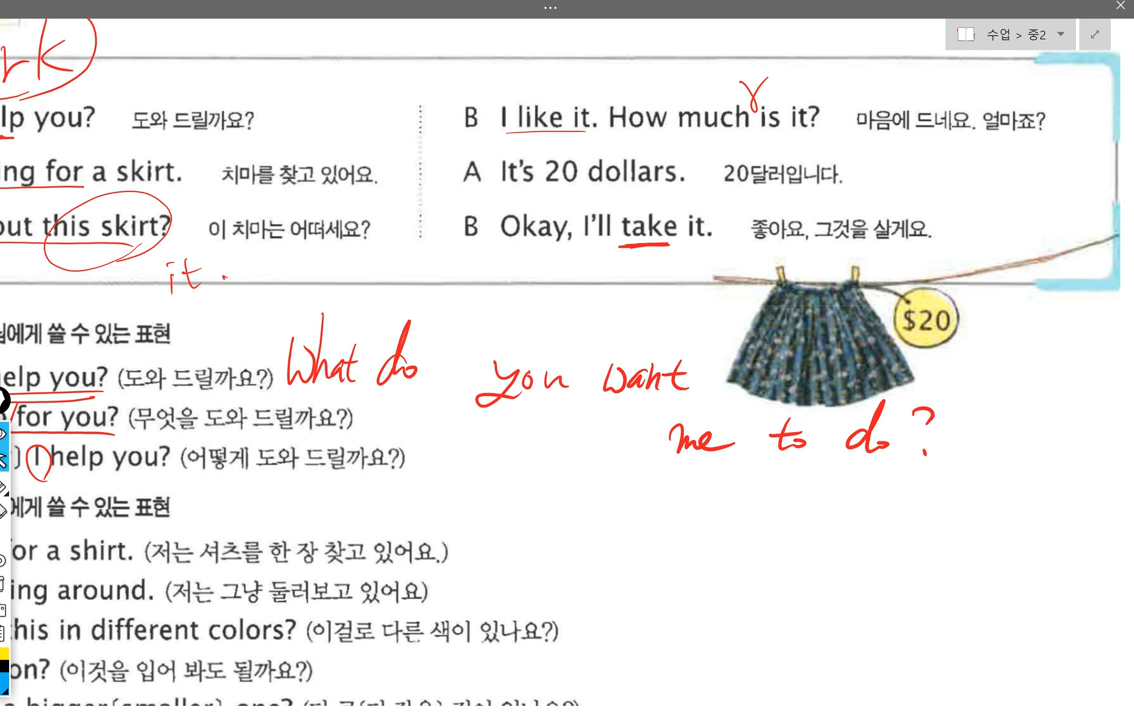 수업 > 중2
rk
lp you? 도와 드릴까요?
ing for a skirt. 치마를 찾고 있어요.
out this skirt? 이 치마는 어떠세요?
it.
B I like it. How much is it? 마음에 드네요. 얼마죠?
A It's 20 dollars. 20달러입니다.
B Okay, I'll take it. 좋아요, 그것을 살게요.
$20
에게 쓸 수 있는 표현
elp you? (도와 드릴까요?)
What do you want
me to do?
for you? (무엇을 도와 드릴까요?)
) I help you? (어떻게 도와 드릴까요?)
에게 쓸 수 있는 표현
or a shirt. (저는 셔츠를 한 장 찾고 있어요.)
ing around. (저는 그냥 둘러보고 있어요)
this in different colors? (이걸로 다른 색이 있나요?)
on? (이것을 입어 봐도 될까요?)